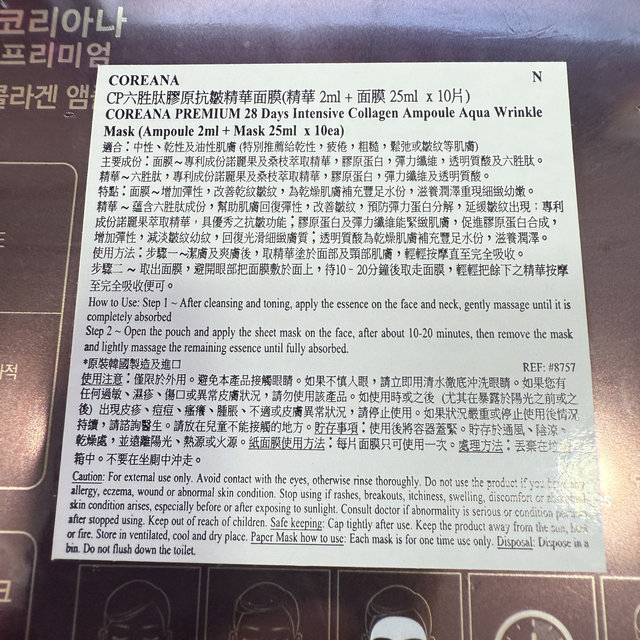 코리아나
프리미엄
콜라겐 앰
COREANA N
CP六胜肽膠原抗皺精華面膜(精華 2ml + 面膜 25ml x 10片)
COREANA PREMIUM 28 Days Intensive Collagen Ampoule Aqua Wrinkle
Mask (Ampoule 2ml + Mask 25ml x 10ea)
適合：中性、乾性及油性肌膚 (特別推薦給乾性，疲倦，粗糙，鬆弛或皺紋等肌膚)
主要成份：面膜～專利成份諾麗果及桑枝萃取精華，膠原蛋白，彈力纖維，透明質酸及六胜肽。
精華～六胜肽，專利成份諾麗果及桑枝萃取精華，膠原蛋白，彈力纖維及透明質酸。
特點：面膜～增加彈性，改善乾紋皺紋，為乾燥肌膚補充豐足水份，滋養潤澤重現細緻幼嫩。
精華～蘊含六胜肽成份，幫助肌膚回復彈性，改善皺紋，預防彈力蛋白分解，延緩皺紋出現；專利
成份諾麗果萃取精華，具優秀之抗皺功能；膠原蛋白及彈力纖維能緊緻肌膚，促進膠原蛋白合成，
增加彈性，減淡皺紋幼紋，回復光滑細緻膚質；透明質酸為乾燥肌膚補充豐足水份，滋養潤澤。
使用方法：步驟一～潔膚及爽膚後，取精華塗於面部及頸部肌膚，輕輕按摩直至完全吸收。
步驟二～ 取出面膜，避開眼部把面膜敷於面上，待10－20分鐘後取走面膜，輕輕把餘下之精華按摩
至完全吸收便可。
How to Use: Step 1 ~ After cleansing and toning, apply the essence on the face and neck, gently massage until it is
completely absorbed
Step 2 ~ Open the pouch and apply the sheet mask on the face, after about 10-20 minutes, then remove the mask
and lightly massage the remaining essence until fully absorbed.
*原裝韓國製造及進口 REF: #8757
使用注意：僅限於外用。避免本產品接觸眼睛。如果不慎入眼，請立即用清水徹底沖洗眼睛。如果您有
任何過敏、濕疹、傷口或異常皮膚狀況，請勿使用該產品。如使用時或之後 (尤其在暴露於陽光之前或之
後) 出現皮疹、痘痘、瘙癢、腫脹、不適或皮膚異常狀況，請停止使用。如果狀況嚴重或停止使用後情況
持續，請諮詢醫生。請放在兒童不能接觸的地方。貯存事項：使用後將容器蓋緊。貯存於通風、陰涼、
乾燥處，並遠離陽光、熱源或火源。紙面膜使用方法：每片面膜只可使用一次。處理方法：丟棄在垃圾
箱中。不要在坐廁中沖走。
Caution: For external use only. Avoid contact with the eyes, otherwise rinse thoroughly. Do not use the product if you have any
allergy, eczema, wound or abnormal skin condition. Stop using if rashes, breakouts, itchiness, swelling, discomfort or abnormal
skin condition arises, especially before or after exposing to sunlight. Consult doctor if abnormality is serious or condition persist
after stopped using. Keep out of reach of children. Safe keeping: Cap tightly after use. Keep the product away from the sun, heat
or fire. Store in ventilated, cool and dry place. Paper Mask how to use: Each mask is for one time use only. Disposal: Dispose in a
bin. Do not flush down the toilet.